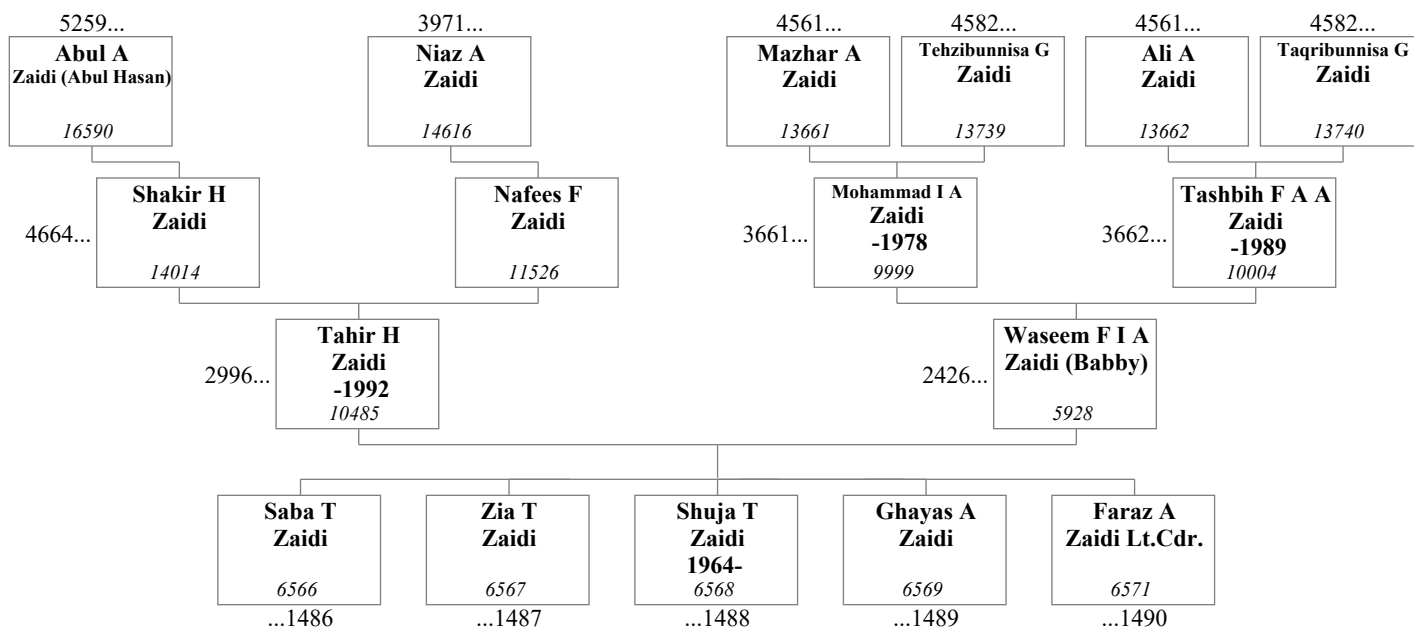 5259...
3971...
4561...
4582...
4561...
4582...
Abul A
Zaidi (Abul Hasan)
16590
Niaz A
Zaidi
14616
Mazhar A
Zaidi
13661
Tehzibunnisa G
Zaidi
13739
Ali A
Zaidi
13662
Taqribunnisa G
Zaidi
13740
4664...
Shakir H
Zaidi
14014
Nafees F
Zaidi
11526
3661...
Mohammad I A
Zaidi
-1978
9999
3662...
Tashbih F A A
Zaidi
-1989
10004
2996...
Tahir H
Zaidi
-1992
10485
2426...
Waseem F I A
Zaidi (Babby)
5928
Saba T
Zaidi
6566
...1486
Zia T
Zaidi
6567
...1487
Shuja T
Zaidi
1964-
6568
...1488
Ghayas A
Zaidi
6569
...1489
Faraz A
Zaidi Lt.Cdr.
6571
...1490